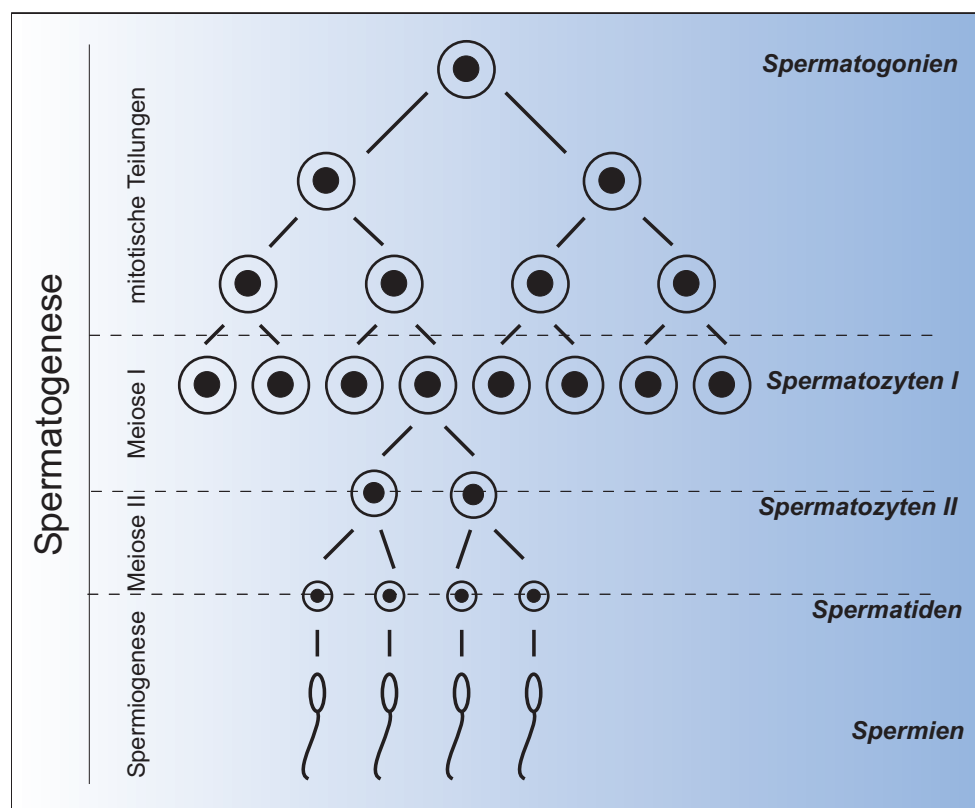 Spermatogenese
mitotische Teilungen
Meiose I
Meiose II
Spermiogenese
Spermatogonien
Spermatozyten I
Spermatozyten II
Spermatiden
Spermien